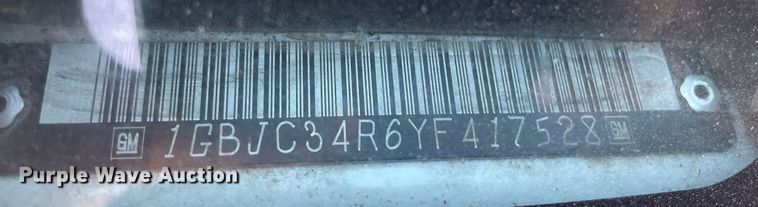 GM 1GBJC34R6YF417528 GM
Purple Wave Auction